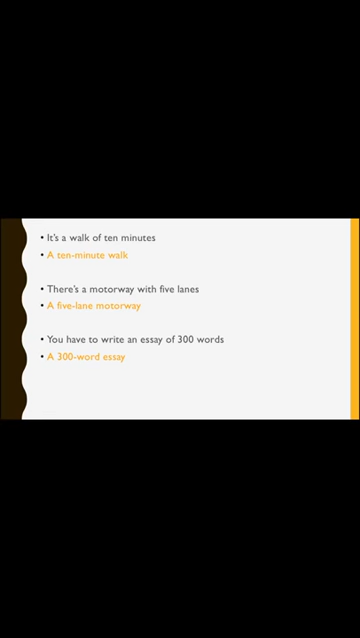 • It's a walk of ten minutes
• A ten-minute walk
• There's a motorway with five lanes
• A five-lane motorway
• You have to write an essay of 300 words
• A 300-word essay